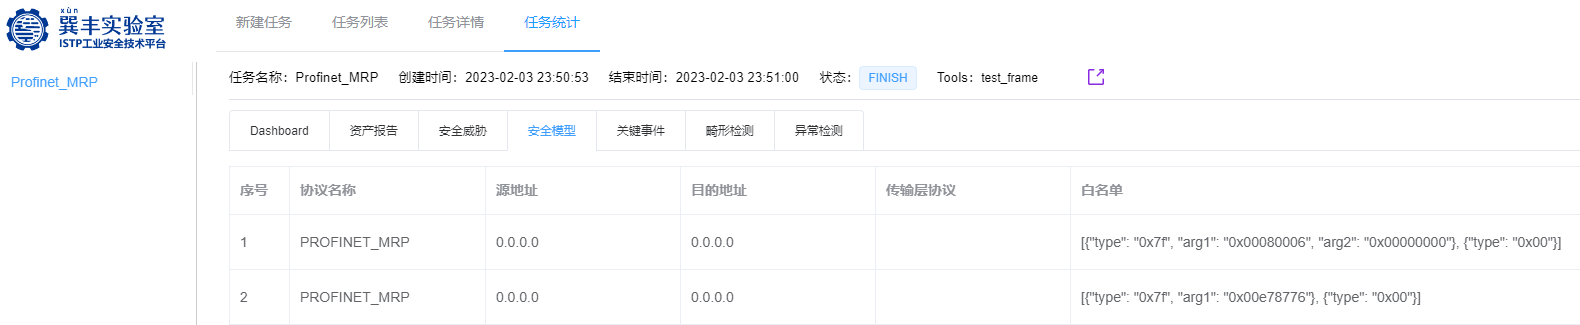 xùn
巽丰实验室
ISTP工业安全技术平台
新建任务 任务列表 任务详情 任务统计
Profinet_MRP
任务名称：Profinet_MRP 创建时间：2023-02-03 23:50:53 结束时间：2023-02-03 23:51:00 状态： FINISH Tools：test_frame
Dashboard 资产报告 安全威胁 安全模型 关键事件 畸形检测 异常检测
序号 协议名称 源地址 目的地址 传输层协议 白名单
1 PROFINET_MRP 0.0.0.0 0.0.0.0 [{"type": "0x7f", "arg1": "0x00080006", "arg2": "0x00000000"}, {"type": "0x00"}]
2 PROFINET_MRP 0.0.0.0 0.0.0.0 [{"type": "0x7f", "arg1": "0x00e78776"}, {"type": "0x00"}]